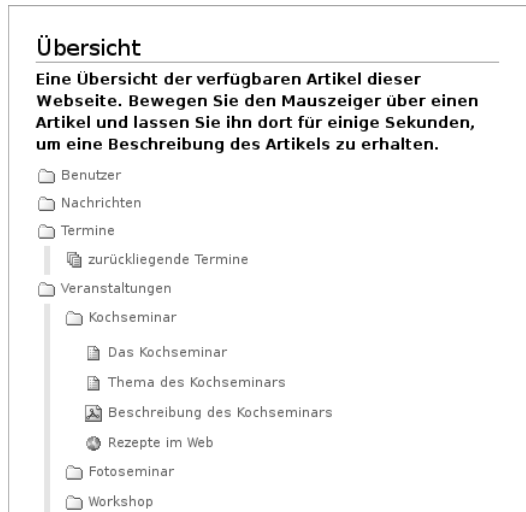 Übersicht
Eine Übersicht der verfügbaren Artikel dieser
Webseite. Bewegen Sie den Mauszeiger über einen
Artikel und lassen Sie ihn dort für einige Sekunden,
um eine Beschreibung des Artikels zu erhalten.
Benutzer
Nachrichten
Termine
zurückliegende Termine
Veranstaltungen
Kochseminar
Das Kochseminar
Thema des Kochseminars
Beschreibung des Kochseminars
Rezepte im Web
Fotoseminar
Workshop